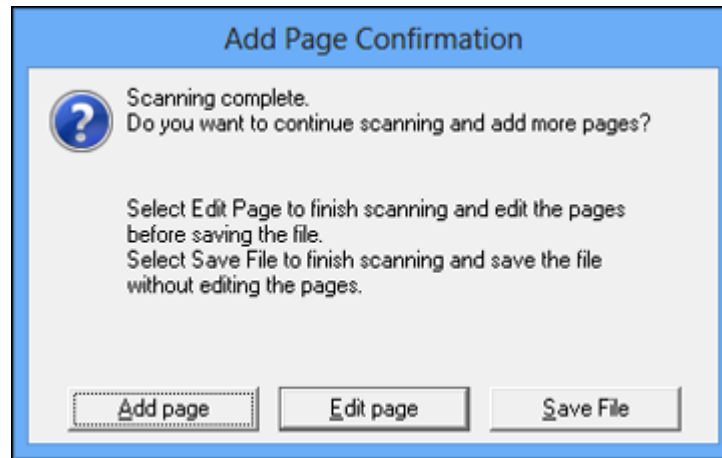 Add Page Confirmation
Scanning complete.
Do you want to continue scanning and add more pages?
Select Edit Page to finish scanning and edit the pages
before saving the file.
Select Save File to finish scanning and save the file
without editing the pages.
Add page Edit page Save File